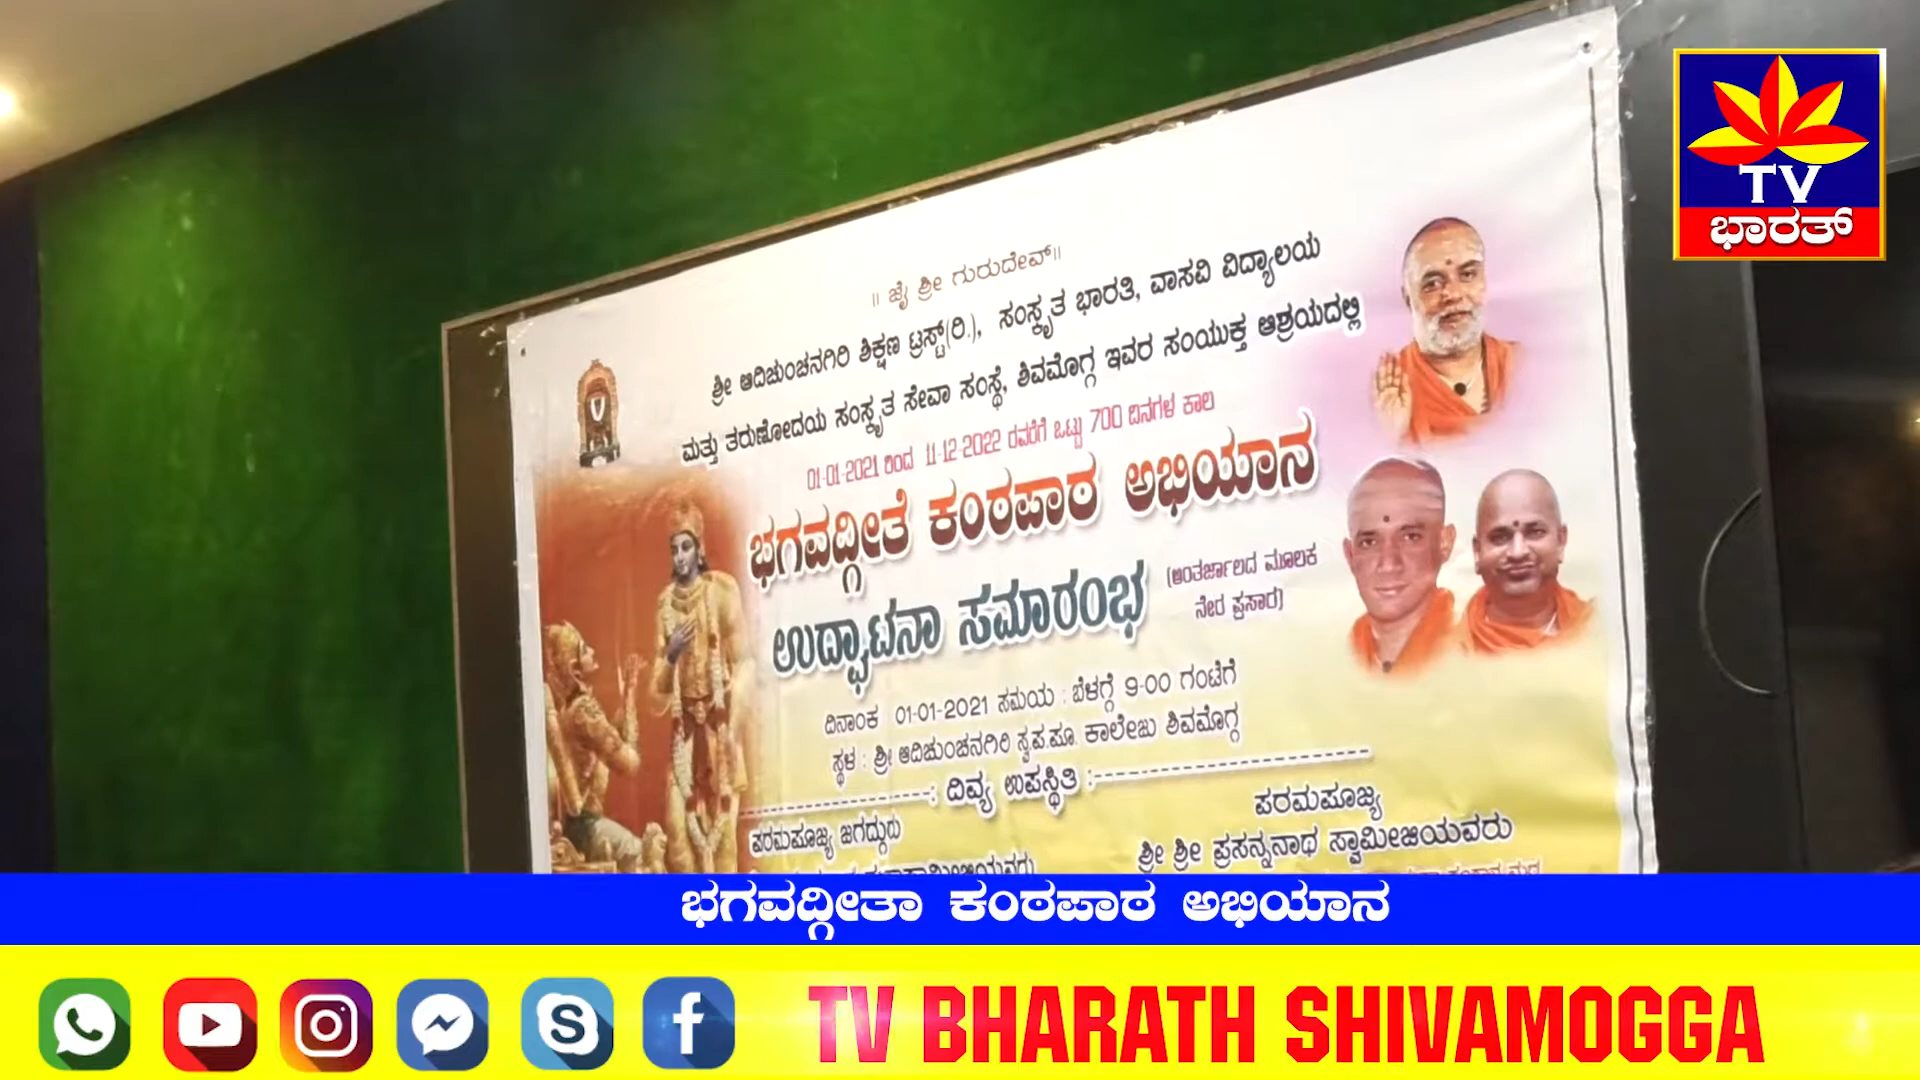 TV
ಭಾರತ್
॥ ಜೈ ಶ್ರೀ ಗುರುದೇವ್॥
ಶ್ರೀ ಆದಿಚುಂಚನಗಿರಿ ಶಿಕ್ಷಣ ಟ್ರಸ್ಟ್(ರಿ.), ಸಂಸ್ಕೃತ ಭಾರತಿ, ವಾಸವಿ ವಿದ್ಯಾಲಯ
ಮತ್ತು ತರುಣೋದಯ ಸಂಸ್ಕೃತ ಸೇವಾ ಸಂಸ್ಥೆ, ಶಿವಮೊಗ್ಗ ಇವರ ಸಂಯುಕ್ತ ಆಶ್ರಯದಲ್ಲಿ
01-01-2021 ರಿಂದ 11-12-2022 ರವರೆಗೆ ಒಟ್ಟು 700 ದಿನಗಳ ಕಾಲ
ಭಗವದ್ಗೀತೆ ಕಂಠಪಾಠ ಅಭಿಯಾನ
ಉದ್ಘಾಟನಾ ಸಮಾರಂಭ
(ಅಂತರ್ಜಾಲದ ಮೂಲಕ
ನೇರ ಪ್ರಸಾರ)
ದಿನಾಂಕ 01-01-2021 ಸಮಯ : ಬೆಳಗ್ಗೆ 9-00 ಗಂಟೆಗೆ
ಸ್ಥಳ : ಶ್ರೀ ಆದಿಚುಂಚನಗಿರಿ ಸ್ವ.ಪ.ಪೂ. ಕಾಲೇಜು ಶಿವಮೊಗ್ಗ
--------------------: ದಿವ್ಯ ಉಪಸ್ಥಿತಿ :------------------------------
ಪರಮಪೂಜ್ಯ ಜಗದ್ಗುರು
ಪರಮಪೂಜ್ಯ
ಶ್ರೀ ಶ್ರೀ ಪ್ರಸನ್ನನಾಥ ಸ್ವಾಮೀಜಿಯವರು
ಭಗವದ್ಗೀತಾ ಕಂಠಪಾಠ ಅಭಿಯಾನ
TV BHARATH SHIVAMOGGA